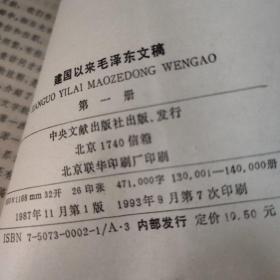 建国以来毛泽东文稿
JIANGUO YILAI MAOZEDONG WENGAO
第一册
中央文献出版社出版、发行
北京1740信箱
北京联华印刷厂印刷
1168 mm 32开 26印张 471,000字 130,001—140,000册
1987年11月第1版 1993年9月第7次印刷
ISBN 7-5073-0002-1/A·3 内部发行 定价 10.50 元